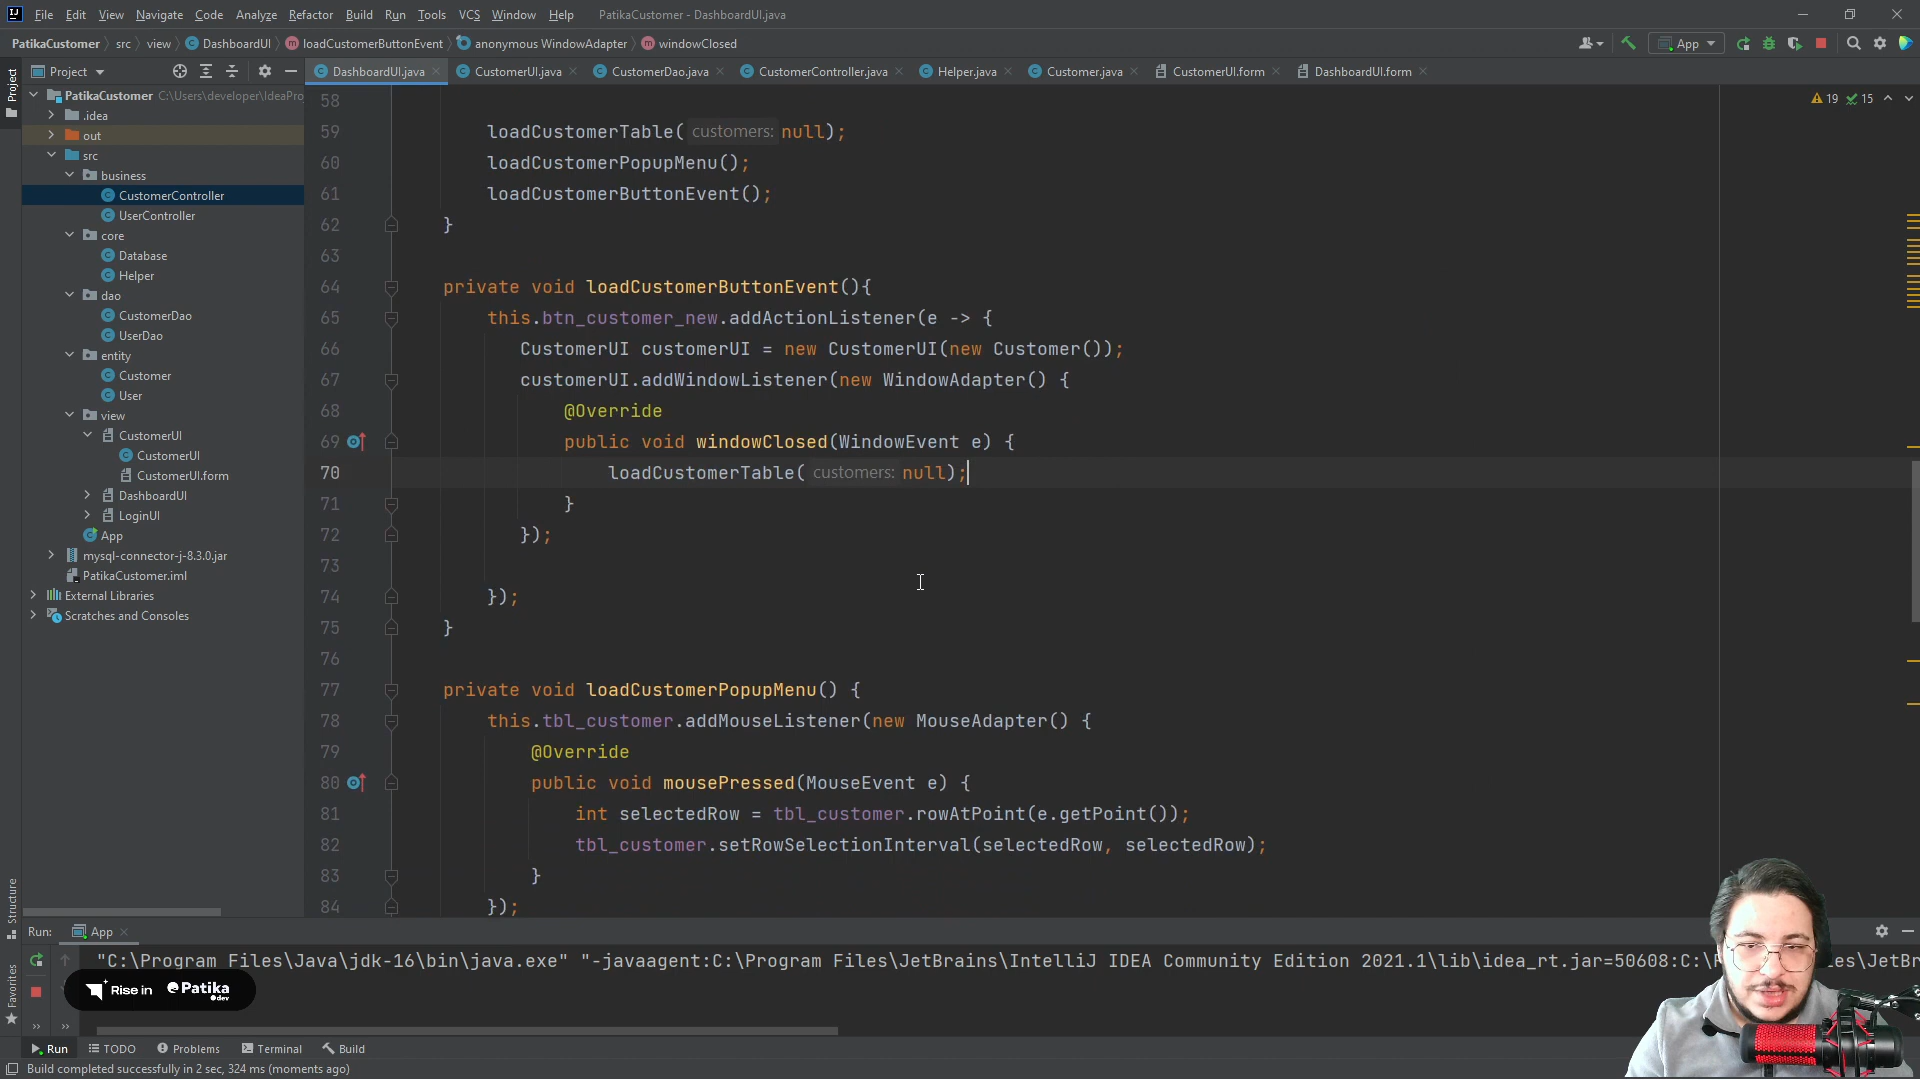 File Edit View Navigate Code Analyze Refactor Build Run Tools VCS Window Help PatikaCustomer - DashboardUI.java
PatikaCustomer src view DashboardUI loadCustomerButtonEvent anonymous WindowAdapter windowClosed App
Project DashboardUI.java CustomerUI.java CustomerDao.java CustomerController.java Helper.java Customer.java CustomerUI.form DashboardUI.form
Project
PatikaCustomer C:\Users\developer\IdeaPro
.idea
out
src
business
CustomerController
UserController
core
Database
Helper
dao
CustomerDao
UserDao
entity
Customer
User
view
CustomerUI
CustomerUI
CustomerUI.form
DashboardUI
LoginUI
App
mysql-connector-j-8.3.0.jar
PatikaCustomer.iml
External Libraries
Scratches and Consoles
Structure
Favorites
19 15
58
59 loadCustomerTable( customers: null);
60 loadCustomerPopupMenu();
61 loadCustomerButtonEvent();
62 }
63
64 private void loadCustomerButtonEvent(){
65 this.btn_customer_new.addActionListener(e -> {
66 CustomerUI customerUI = new CustomerUI(new Customer());
67 customerUI.addWindowListener(new WindowAdapter() {
68 @Override
69 public void windowClosed(WindowEvent e) {
70 loadCustomerTable( customers: null);
71 }
72 });
73
74 });
75 }
76
77 private void loadCustomerPopupMenu() {
78 this.tbl_customer.addMouseListener(new MouseAdapter() {
79 @Override
80 public void mousePressed(MouseEvent e) {
81 int selectedRow = tbl_customer.rowAtPoint(e.getPoint());
82 tbl_customer.setRowSelectionInterval(selectedRow, selectedRow);
83 }
84 });
Run: App
"C:\Program Files\Java\jdk-16\bin\java.exe" "-javaagent:C:\Program Files\JetBrains\IntelliJ IDEA Community Edition 2021.1\lib\idea_rt.jar=50608:C:\
Rise in Patika.dev
Run TODO Problems Terminal Build
Build completed successfully in 2 sec, 324 ms (moments ago)